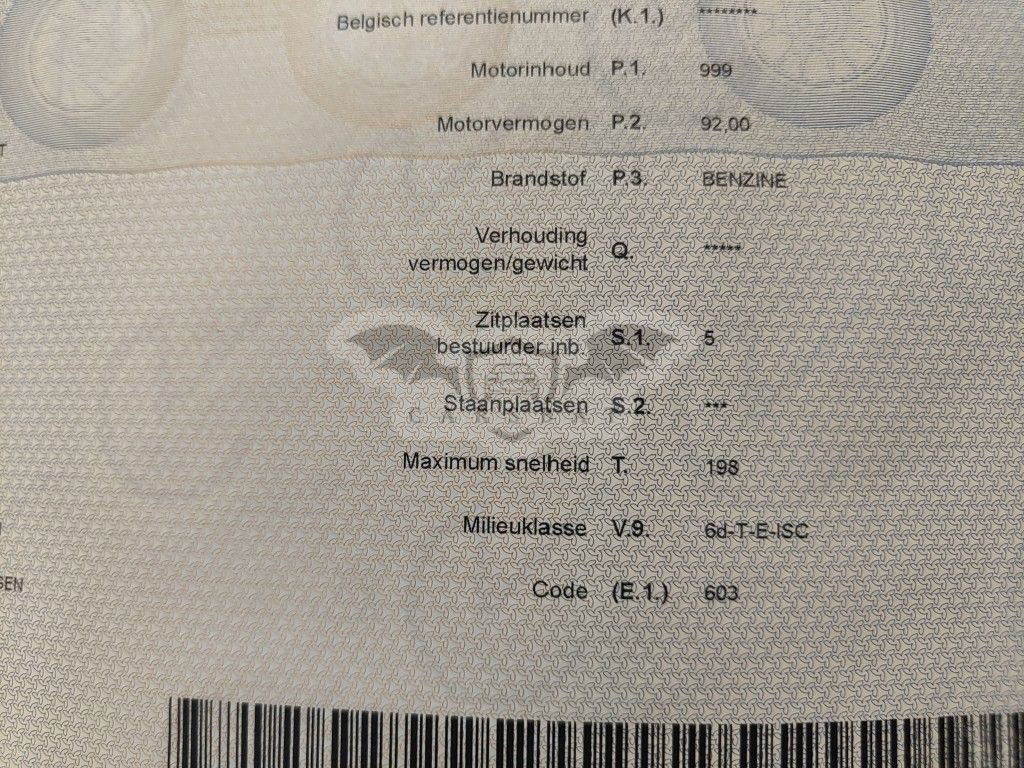 Belgisch referentienummer (K.1.) ********
Motorinhoud P.1. 999
Motorvermogen P.2. 92,00
T
Brandstof P.3. BENZINE
Verhouding
vermogen/gewicht Q. *****
Zitplaatsen
bestuurder inb. S.1. 5
Staanplaatsen S.2. ***
Maximum snelheid T. 198
Milieuklasse V.9. 6d-T-E-ISC
GEN
Code (E.1.) 603